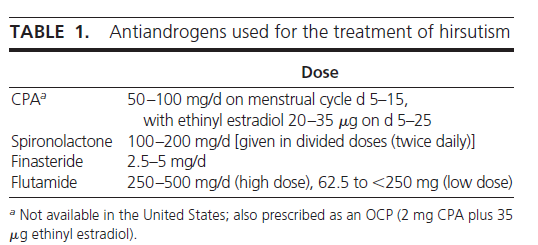 TABLE 1. Antiandrogens used for the treatment of hirsutism
Dose
CPAᵃ 50–100 mg/d on menstrual cycle d 5–15,
with ethinyl estradiol 20–35 μg on d 5–25
Spironolactone 100–200 mg/d [given in divided doses (twice daily)]
Finasteride 2.5–5 mg/d
Flutamide 250–500 mg/d (high dose), 62.5 to <250 mg (low dose)
ᵃ Not available in the United States; also prescribed as an OCP (2 mg CPA plus 35
μg ethinyl estradiol).